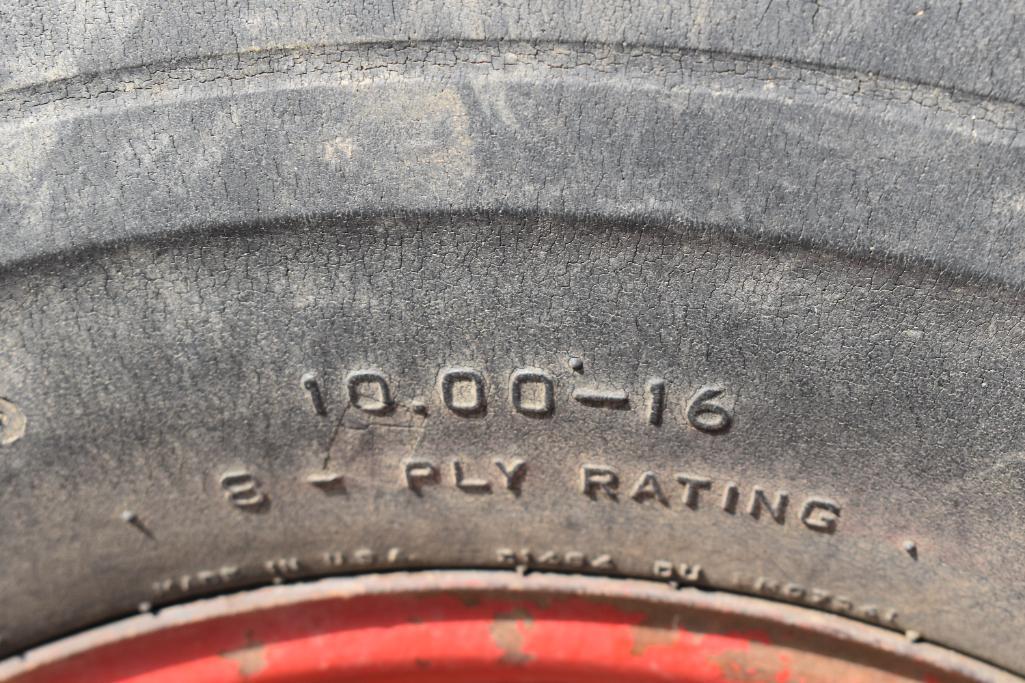 10.00-16
8 - PLY RATING
MADE IN U.S.A.